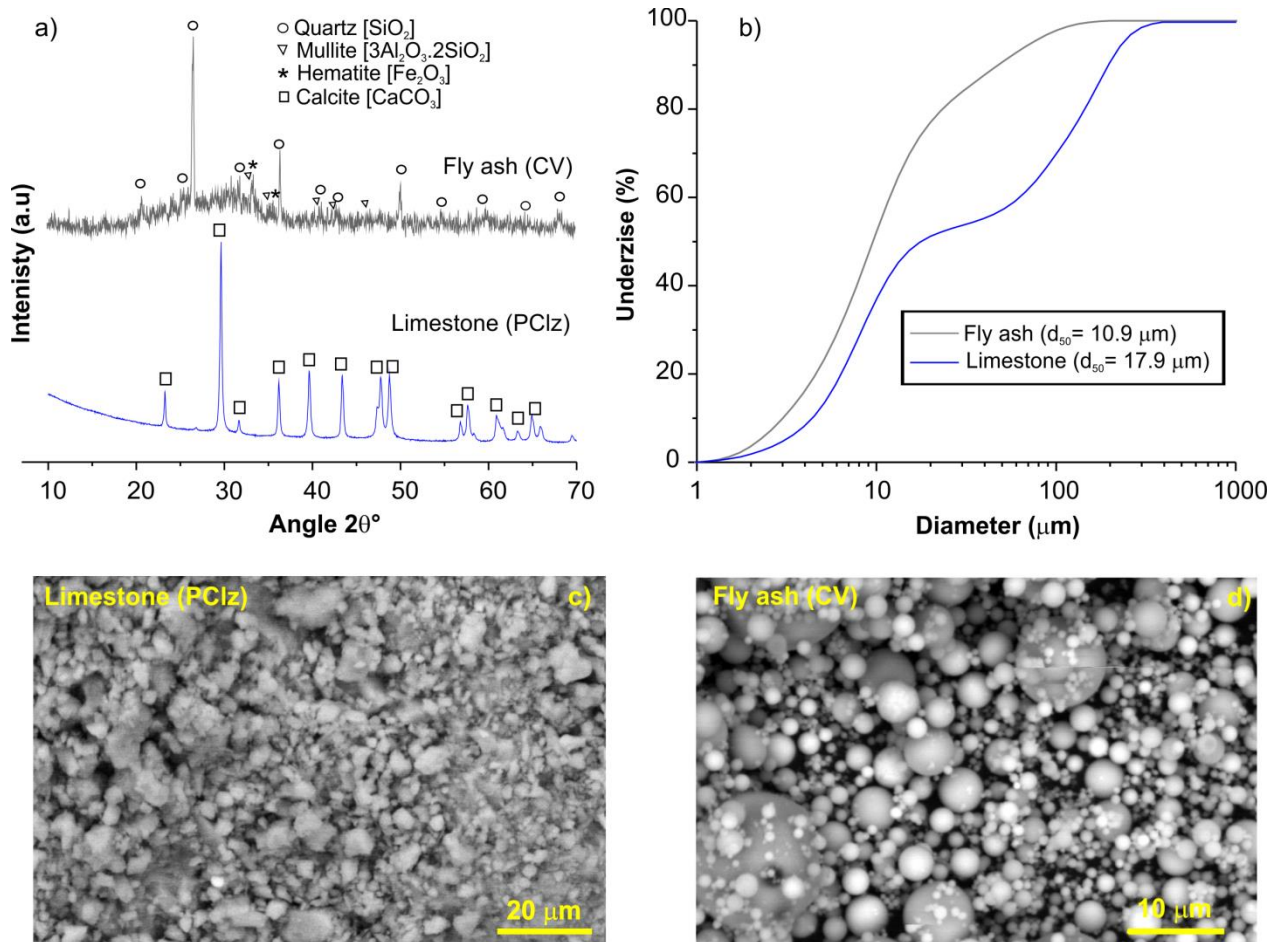 a)
○ Quartz [SiO₂]
▽ Mullite [3Al₂O₃.2SiO₂]
* Hematite [Fe₂O₃]
□ Calcite [CaCO₃]
Fly ash (CV)
Limestone (PClz)
Intenisty (a.u)
10 20 30 40 50 60 70
Angle 2θº
b)
100
80
60
40
20
0
Underzise (%)
Fly ash (d₅₀= 10.9 μm)
Limestone (d₅₀= 17.9 μm)
1 10 100 1000
Diameter (μm)
Limestone (PClz) c)
20 μm
Fly ash (CV) d)
10 μm